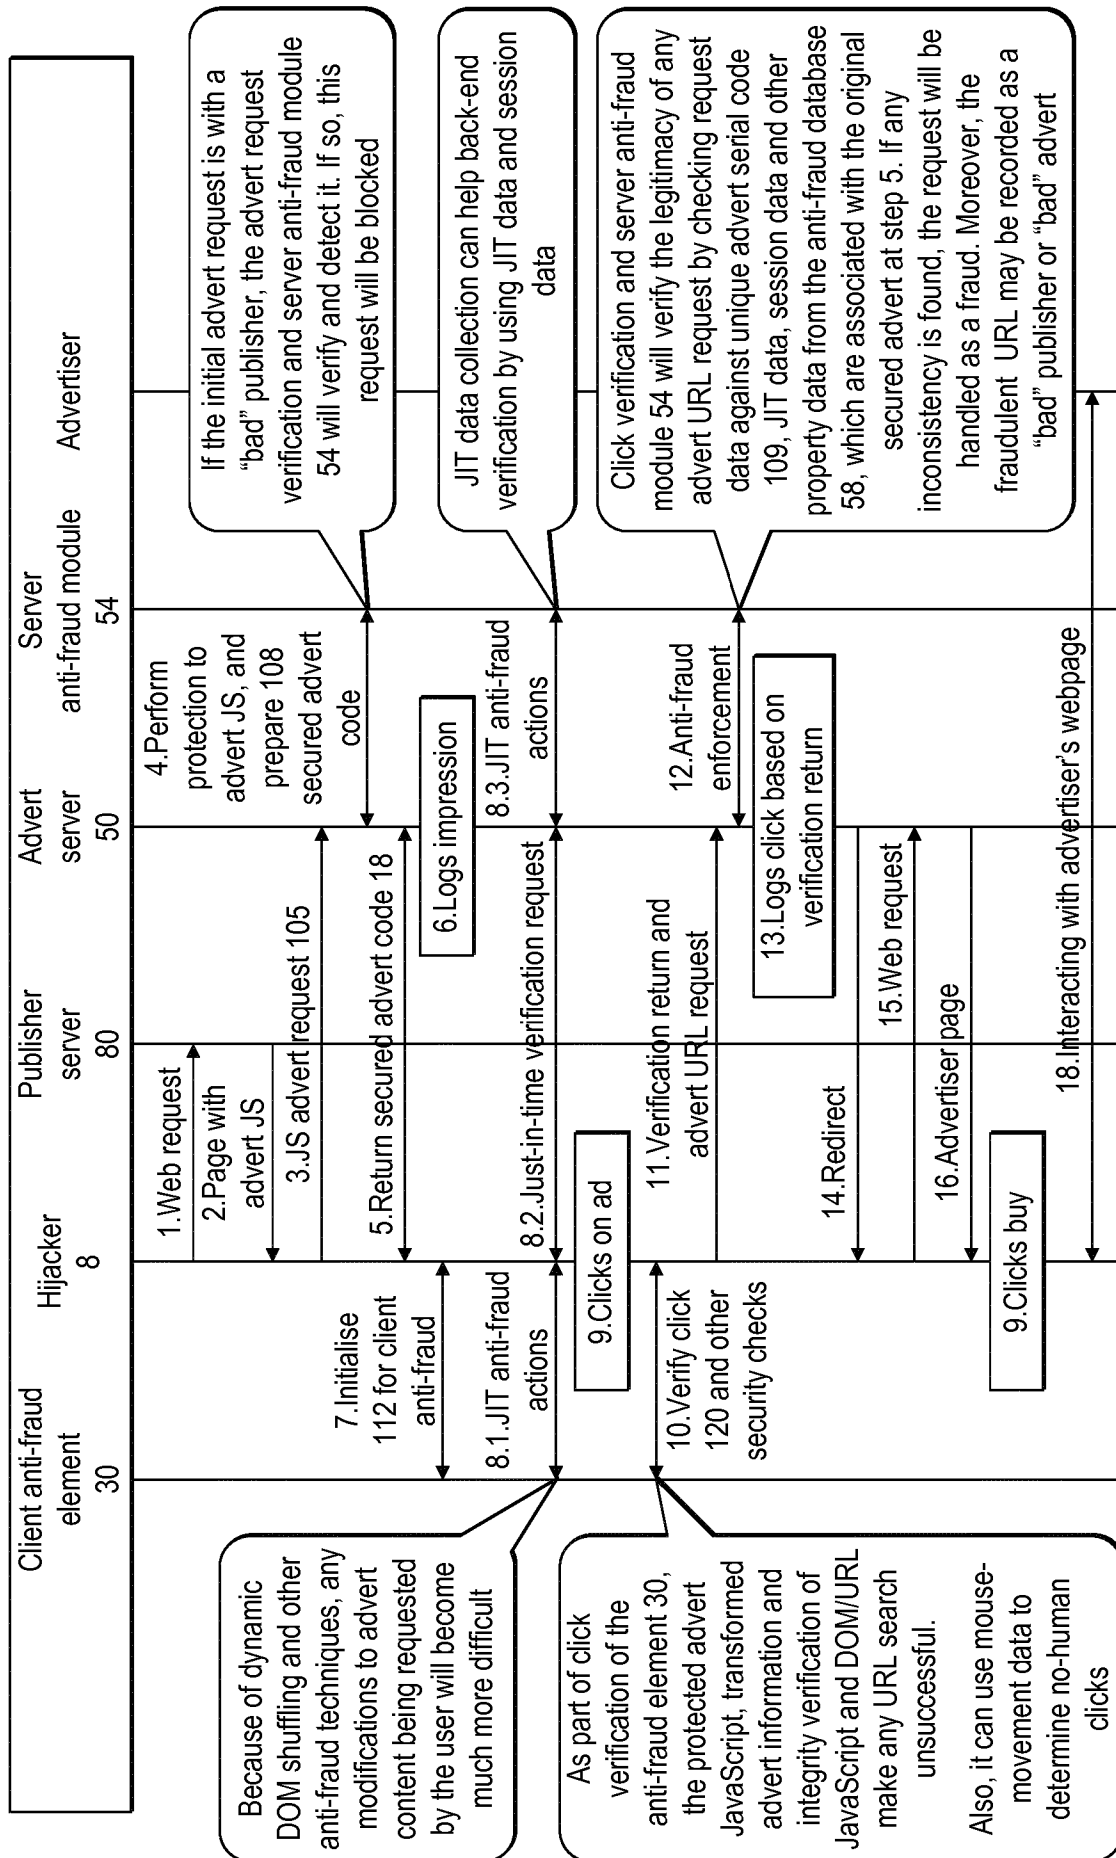 Client anti-fraud
element
30
Hijacker
8
Publisher
server
80
Advert
server
50
Server
anti-fraud module
54
Advertiser
1.Web request
2.Page with
advert JS
3.JS advert request 105
4.Perform
protection to
advert JS, and
prepare 108
secured advert
code
If the initial advert request is with a
“bad” publisher, the advert request
verification and server anti-fraud module
54 will verify and detect it. If so, this
request will be blocked
5.Return secured advert code 18
6.Logs impression
7.Initialise
112 for client
anti-fraud
Because of dynamic
DOM shuffling and other
anti-fraud techniques, any
modifications to advert
content being requested
by the user will become
much more difficult
8.1.JIT anti-fraud
actions
8.2.Just-in-time verification request
8.3.JIT anti-fraud
actions
JIT data collection can help back-end
verification by using JIT data and session
data
9.Clicks on ad
10.Verify click
120 and other
security checks
As part of click
verification of the
anti-fraud element 30,
the protected advert
JavaScript, transformed
advert information and
integrity verification of
JavaScript and DOM/URL
make any URL search
unsuccessful.
Also, it can use mouse-
movement data to
determine no-human
clicks
11.Verification return and
advert URL request
12.Anti-fraud
enforcement
Click verification and server anti-fraud
module 54 will verify the legitimacy of any
advert URL request by checking request
data against unique advert serial code
109, JIT data, session data and other
property data from the anti-fraud database
58, which are associated with the original
secured advert at step 5. If any
inconsistency is found, the request will be
handled as a fraud. Moreover, the
fraudulent URL may be recorded as a
“bad” publisher or “bad” advert
13.Logs click based on
verification return
14.Redirect
15.Web request
16.Advertiser page
9.Clicks buy
18.Interacting with advertiser's webpage